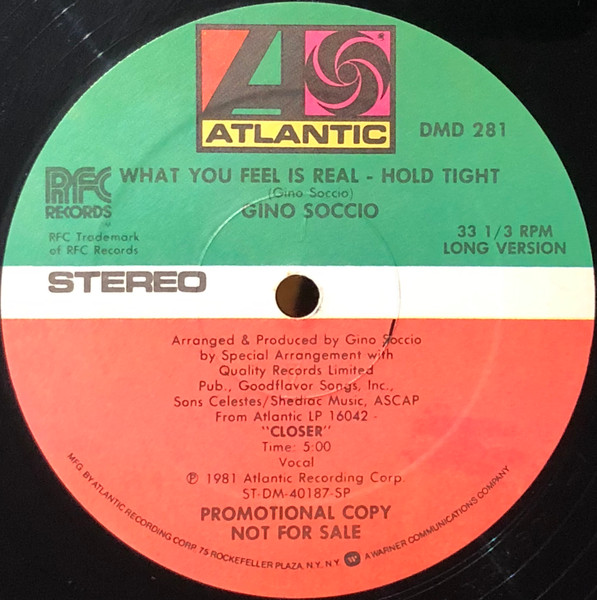 ATLANTIC
DMD 281
RFC RECORDS
WHAT YOU FEEL IS REAL - HOLD TIGHT
(Gino Soccio)
GINO SOCCIO
RFC Trademark
of RFC Records
33 1/3 RPM
LONG VERSION
STEREO
Arranged & Produced by Gino Soccio
by Special Arrangement with
Quality Records Limited
Pub., Goodflavor Songs, Inc.,
Sons Celestes/Shediac Music, ASCAP
From Atlantic LP 16042 -
"CLOSER"
Time: 5:00
Vocal
℗ 1981 Atlantic Recording Corp.
ST-DM-40187-SP
PROMOTIONAL COPY
NOT FOR SALE
MFG. BY ATLANTIC RECORDING CORP. 75 ROCKEFELLER PLAZA, N.Y. N.Y. A WARNER COMMUNICATIONS COMPANY